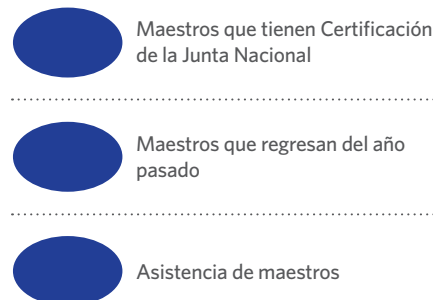 Maestros que tienen Certificación
de la Junta Nacional
Maestros que regresan del año
pasado
Asistencia de maestros